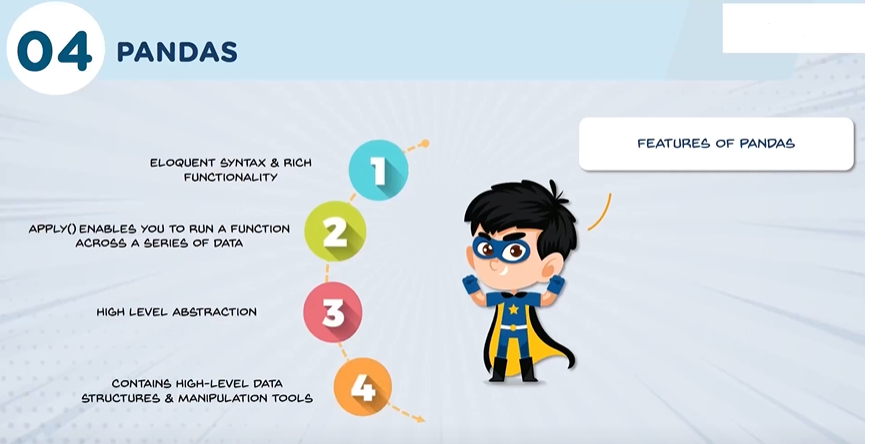 04 PANDAS
FEATURES OF PANDAS
1
ELOQUENT SYNTAX & RICH
FUNCTIONALITY
2
APPLY() ENABLES YOU TO RUN A FUNCTION
ACROSS A SERIES OF DATA
3
HIGH LEVEL ABSTRACTION
4
CONTAINS HIGH-LEVEL DATA
STRUCTURES & MANIPULATION TOOLS